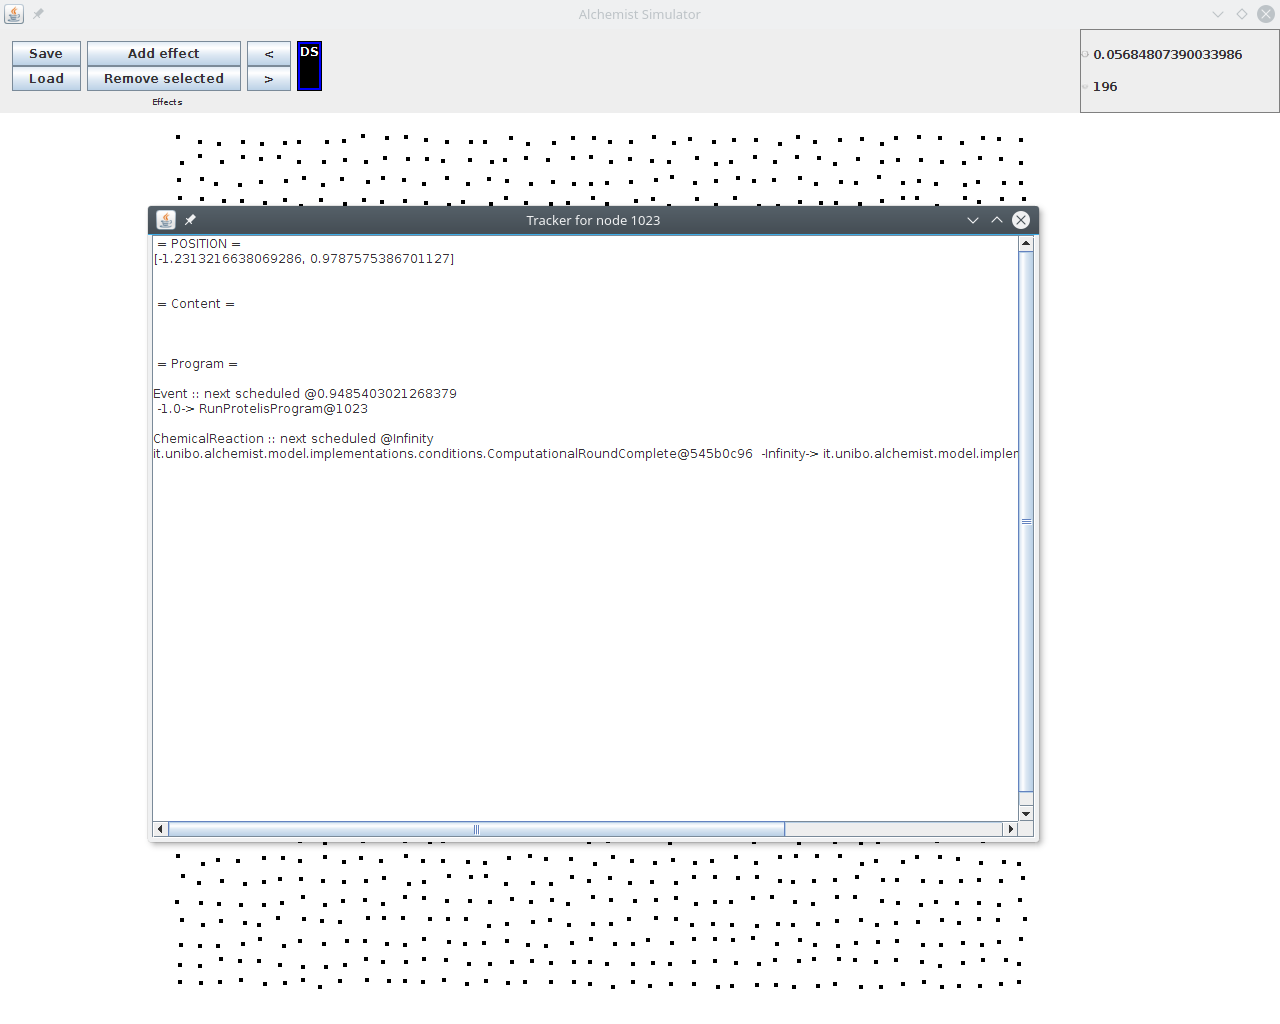 Alchemist Simulator
Save
Add effect
<
DS
Load
Remove selected
>
Effects
0.05684807390033986
196
Tracker for node 1023
= POSITION =
[-1.2313216638069286, 0.9787575386701127]
= Content =
= Program =
Event :: next scheduled @0.9485403021268379
-1.0-> RunProtelisProgram@1023
ChemicalReaction :: next scheduled @Infinity
it.unibo.alchemist.model.implementations.conditions.ComputationalRoundComplete@545b0c96  -Infinity-> it.unibo.alchemist.model.implem